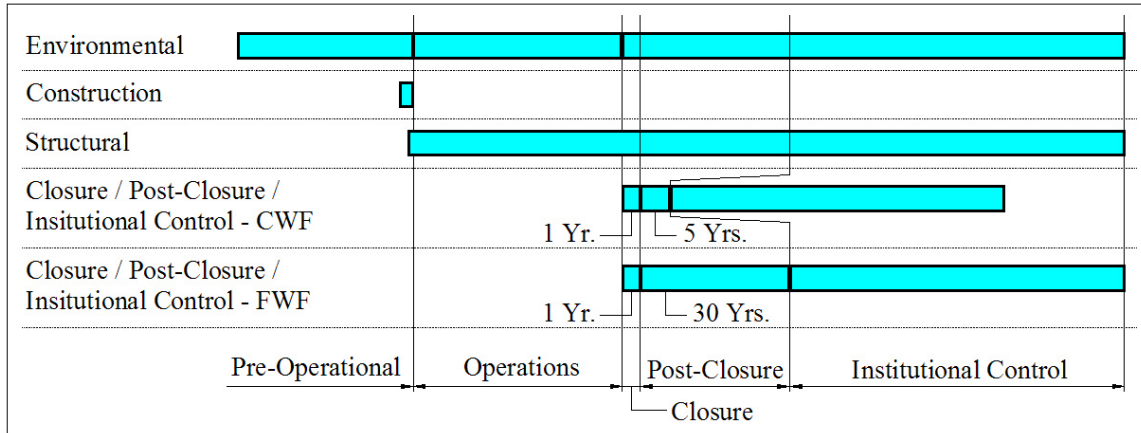 Environmental
Construction
Structural
Closure / Post-Closure /
Insitutional Control - CWF
1 Yr.
5 Yrs.
Closure / Post-Closure /
Insitutional Control - FWF
1 Yr.
30 Yrs.
Pre-Operational
Operations
Post-Closure
Institutional Control
Closure